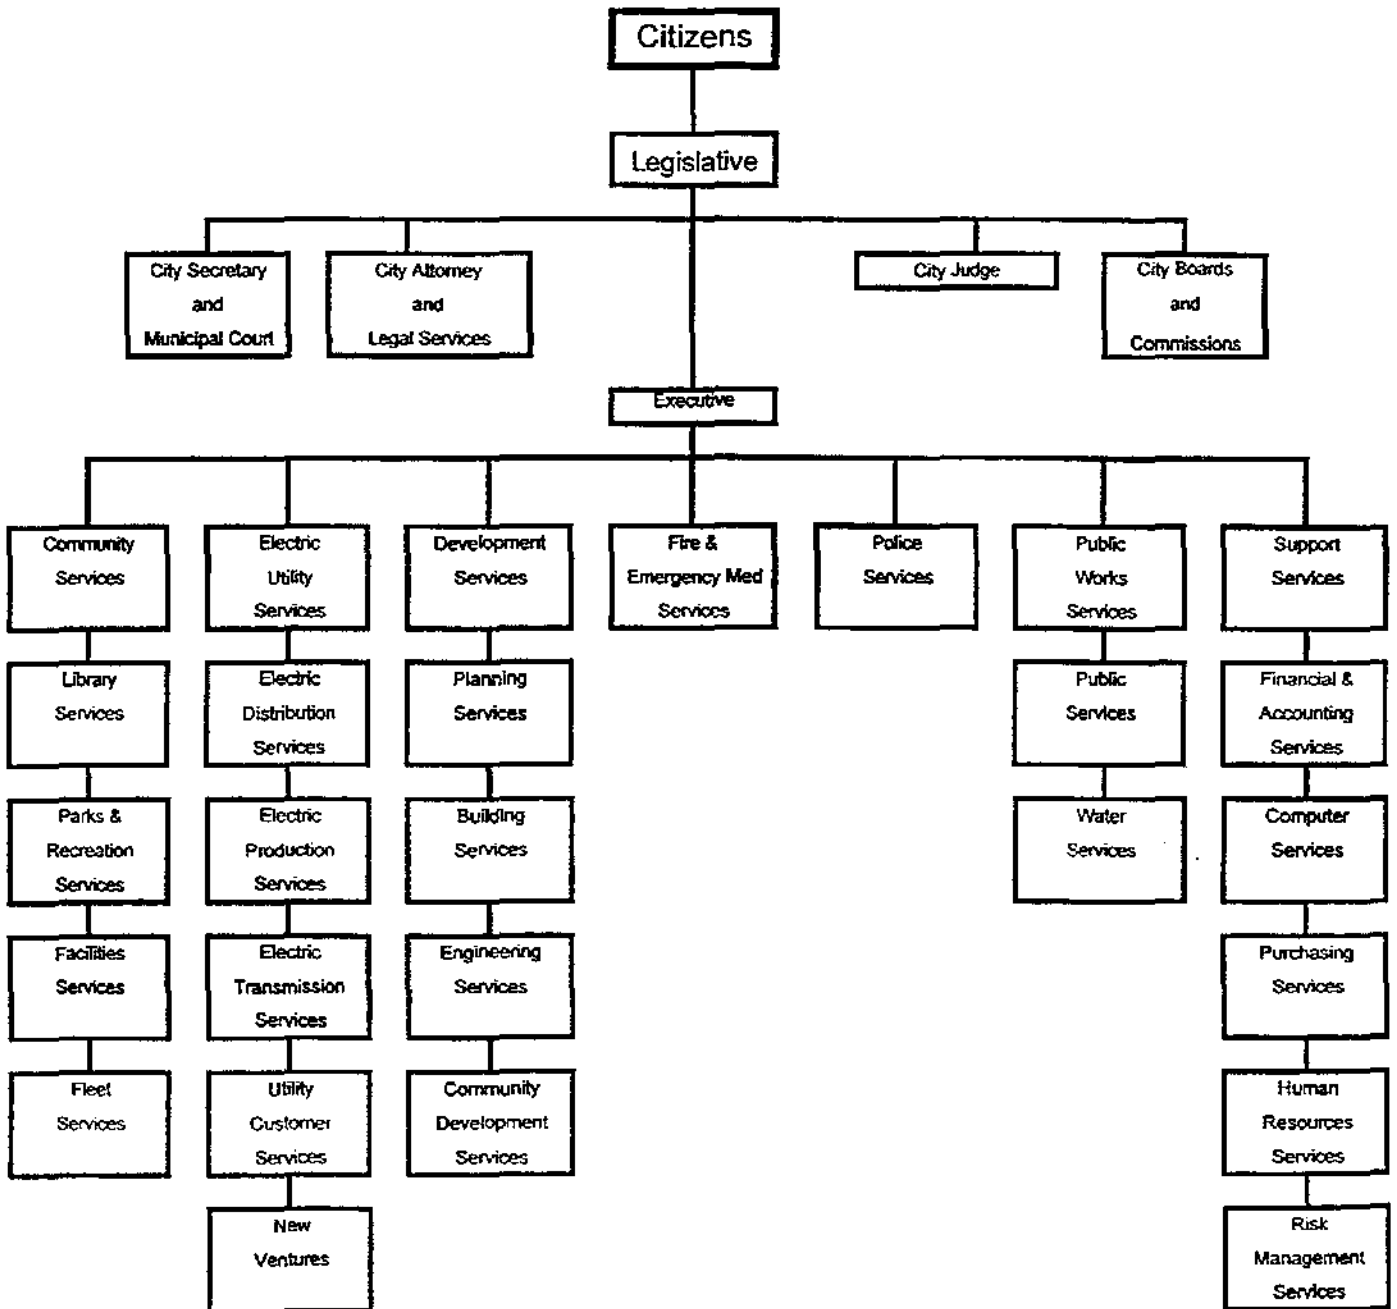 Citizens
Legislative
City Secretary
and
Municipal Court
City Attorney
and
Legal Services
City Judge
City Boards
and
Commissions
Executive
Community
Services
Electric
Utility
Services
Development
Services
Fire &
Emergency Med
Services
Police
Services
Public
Works
Services
Support
Services
Library
Services
Electric
Distribution
Services
Planning
Services
Public
Services
Financial &
Accounting
Services
Parks &
Recreation
Services
Electric
Production
Services
Building
Services
Water
Services
Computer
Services
Facilities
Services
Electric
Transmission
Services
Engineering
Services
Purchasing
Services
Fleet
Services
Utility
Customer
Services
Community
Development
Services
Human
Resources
Services
New
Ventures
Risk
Management
Services